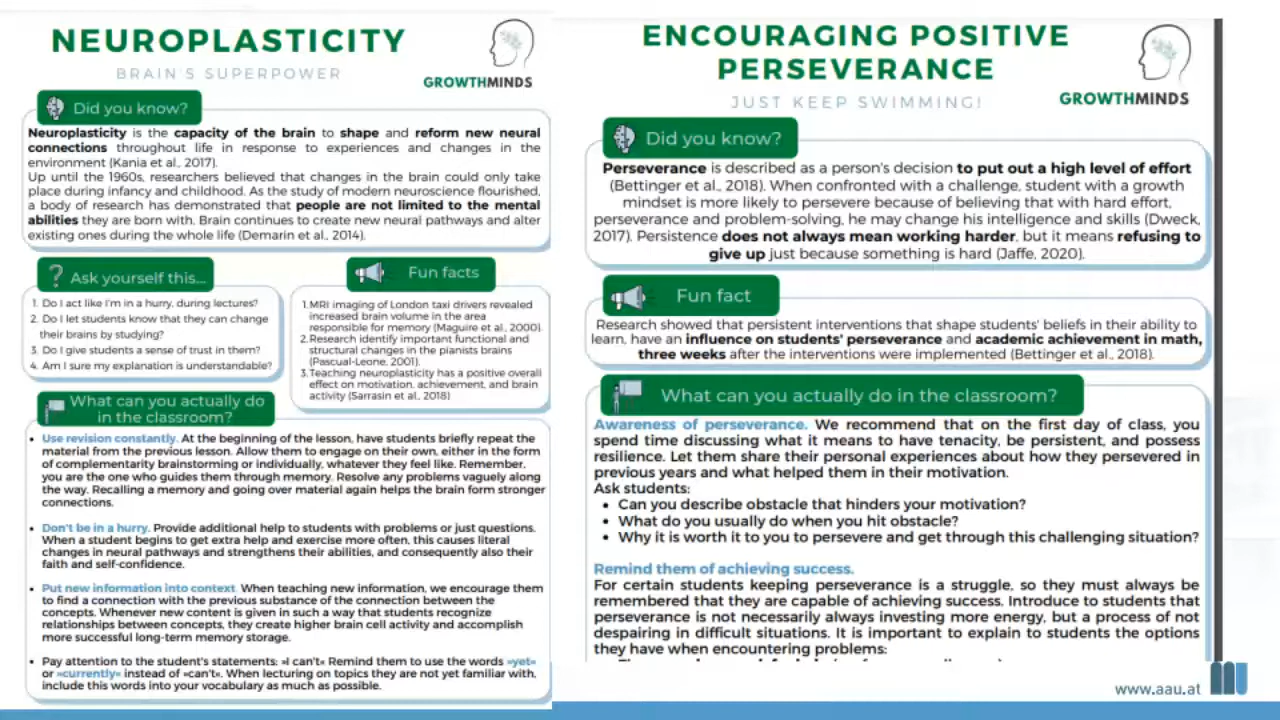 NEUROPLASTICITY
BRAIN'S SUPERPOWER
GROWTHMINDS
Did you know?
Neuroplasticity is the capacity of the brain to shape and reform new neural
connections throughout life in response to experiences and changes in the
environment (Kania et al., 2017).
Up until the 1960s, researchers believed that changes in the brain could only take
place during infancy and childhood. As the study of modern neuroscience flourished,
a body of research has demonstrated that people are not limited to the mental
abilities they are born with. Brain continues to create new neural pathways and alter
existing ones during the whole life (Demarin et al., 2014).
Ask yourself this...
1. Do I act like I'm in a hurry, during lectures?
2. Do I let students know that they can change
their brains by studying?
3. Do I give students a sense of trust in them?
4. Am I sure my explanation is understandable?
Fun facts
1. MRI imaging of London taxi drivers revealed
increased brain volume in the area
responsible for memory (Maguire et al., 2000).
2. Research identify important functional and
structural changes in the pianists brains
(Pascual-Leone, 2001).
3. Teaching neuroplasticity has a positive overall
effect on motivation, achievement, and brain
activity (Sarrasin et al., 2018)
What can you actually do
in the classroom?
• Use revision constantly. At the beginning of the lesson, have students briefly repeat the
material from the previous lesson. Allow them to engage on their own, either in the form
of complementarity brainstorming or individually, whatever they feel like. Remember,
you are the one who guides them through memory. Resolve any problems vaguely along
the way. Recalling a memory and going over material again helps the brain form stronger
connections.
• Don't be in a hurry. Provide additional help to students with problems or just questions.
When a student begins to get extra help and exercise more often, this causes literal
changes in neural pathways and strengthens their abilities, and consequently also their
faith and self-confidence.
• Put new information into context. When teaching new information, we encourage them
to find a connection with the previous substance of the connection between the
concepts. Whenever new content is given in such a way that students recognize
relationships between concepts, they create higher brain cell activity and accomplish
more successful long-term memory storage.
• Pay attention to the student's statements: »I can't« Remind them to use the words »yet«
or »currently« instead of »can't«. When lecturing on topics they are not yet familiar with,
include this words into your vocabulary as much as possible.
ENCOURAGING POSITIVE
PERSEVERANCE
JUST KEEP SWIMMING!
GROWTHMINDS
Did you know?
Perseverance is described as a person's decision to put out a high level of effort
(Bettinger et al., 2018). When confronted with a challenge, student with a growth
mindset is more likely to persevere because of believing that with hard effort,
perseverance and problem-solving, he may change his intelligence and skills (Dweck,
2017). Persistence does not always mean working harder, but it means refusing to
give up just because something is hard (Jaffe, 2020).
Fun fact
Research showed that persistent interventions that shape students' beliefs in their ability to
learn, have an influence on students' perseverance and academic achievement in math,
three weeks after the interventions were implemented (Bettinger et al., 2018).
What can you actually do in the classroom?
Awareness of perseverance. We recommend that on the first day of class, you
spend time discussing what it means to have tenacity, be persistent, and possess
resilience. Let them share their personal experiences about how they persevered in
previous years and what helped them in their motivation.
Ask students:
• Can you describe obstacle that hinders your motivation?
• What do you usually do when you hit obstacle?
• Why it is worth it to you to persevere and get through this challenging situation?
Remind them of achieving success.
For certain students keeping perseverance is a struggle, so they must always be
remembered that they are capable of achieving success. Introduce to students that
perseverance is not necessarily always investing more energy, but a process of not
despairing in difficult situations. It is important to explain to students the options
they have when encountering problems:
www.aau.at